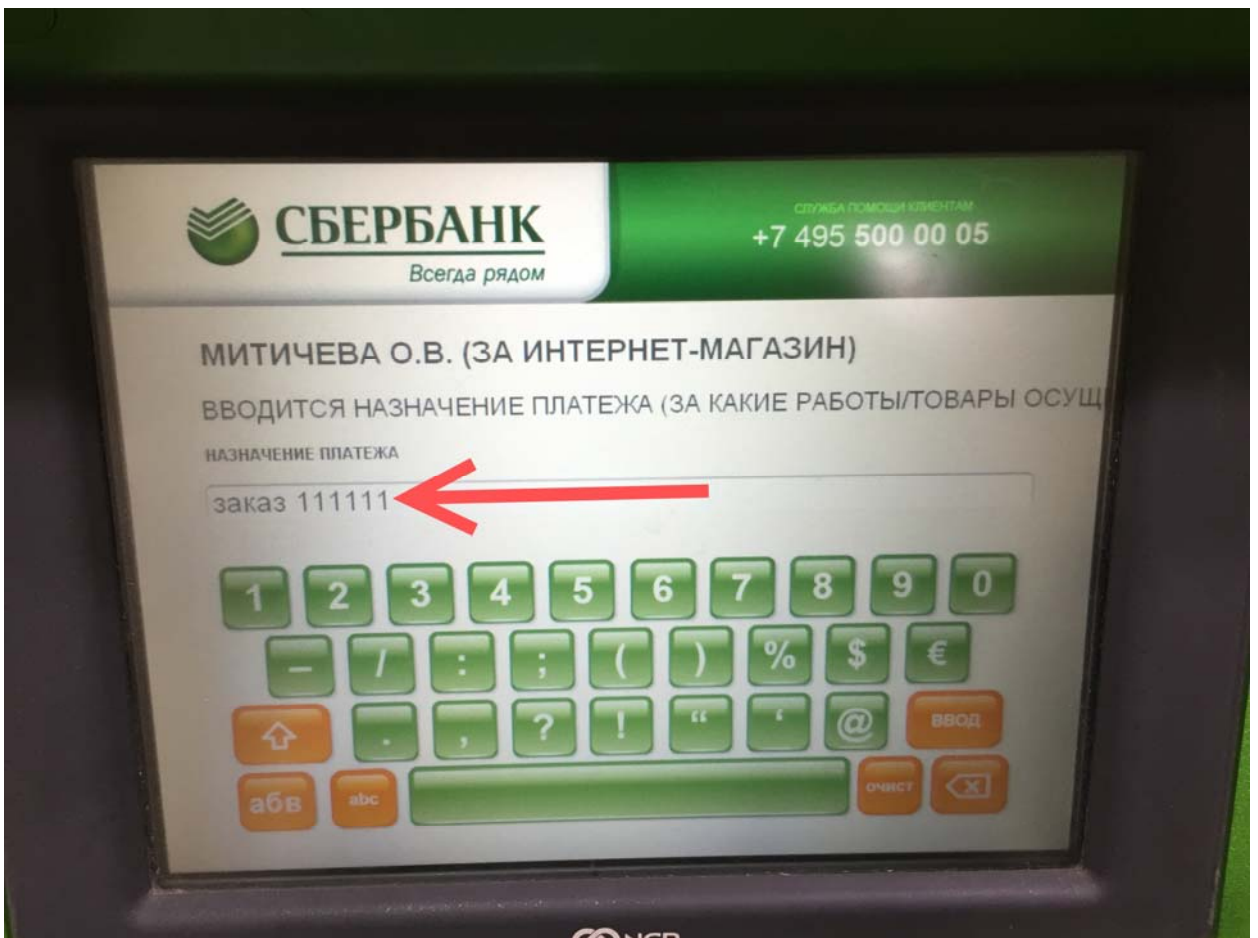 СБЕРБАНК
Всегда рядом
СЛУЖБА ПОМОЩИ КЛИЕНТАМ
+7 495 500 00 05
МИТИЧЕВА О.В. (ЗА ИНТЕРНЕТ-МАГАЗИН)
ВВОДИТСЯ НАЗНАЧЕНИЕ ПЛАТЕЖА (ЗА КАКИЕ РАБОТЫ/ТОВАРЫ ОСУЩ
НАЗНАЧЕНИЕ ПЛАТЕЖА
заказ 111111
1 2 3 4 5 6 7 8 9 0
– / : ; ( ) % $ €
. , ? ! “ ‘ @ ВВОД
абв abc ОЧИСТ
NCR